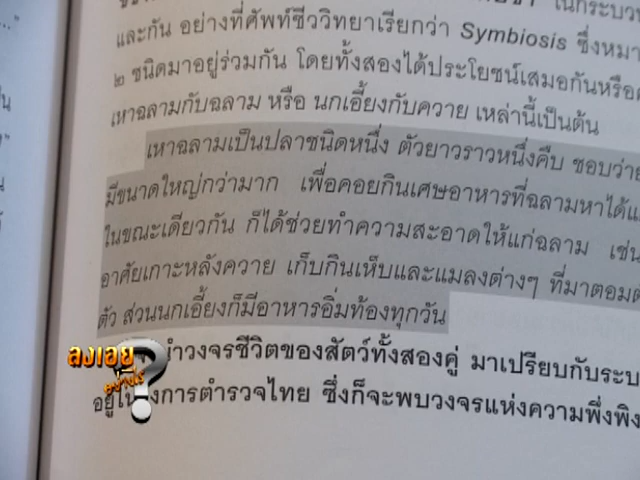 และกัน อย่างที่ศัพท์ชีววิทยาเรียกว่า Symbiosis ซึ่งหมา
๒ ชนิดมาอยู่ร่วมกัน โดยทั้งสองได้ประโยชน์เสมอกันหรือ
เหาฉลามกับฉลาม หรือ นกเอี้ยงกับควาย เหล่านี้เป็นต้น
เหาฉลามเป็นปลาชนิดหนึ่ง ตัวยาวราวหนึ่งคืบ ชอบว่าย
มีขนาดใหญ่กว่ามาก เพื่อคอยกินเศษอาหารที่ฉลามหาได้
ในขณะเดียวกัน ก็ได้ช่วยทำความสะอาดให้แก่ฉลาม เช่น
อาศัยเกาะหลังควาย เก็บกินเห็บและแมลงต่างๆ ที่มาตอม
ตัว ส่วนนกเอี้ยงก็มีอาหารอิ่มท้องทุกวัน
ลงเอย
อย่างไร
?
วงจรชีวิตของสัตว์ทั้งสองคู่ มาเปรียบกับระบ
อยู่ใน งการตำรวจไทย ซึ่งก็จะพบวงจรแห่งความพึ่งพิง